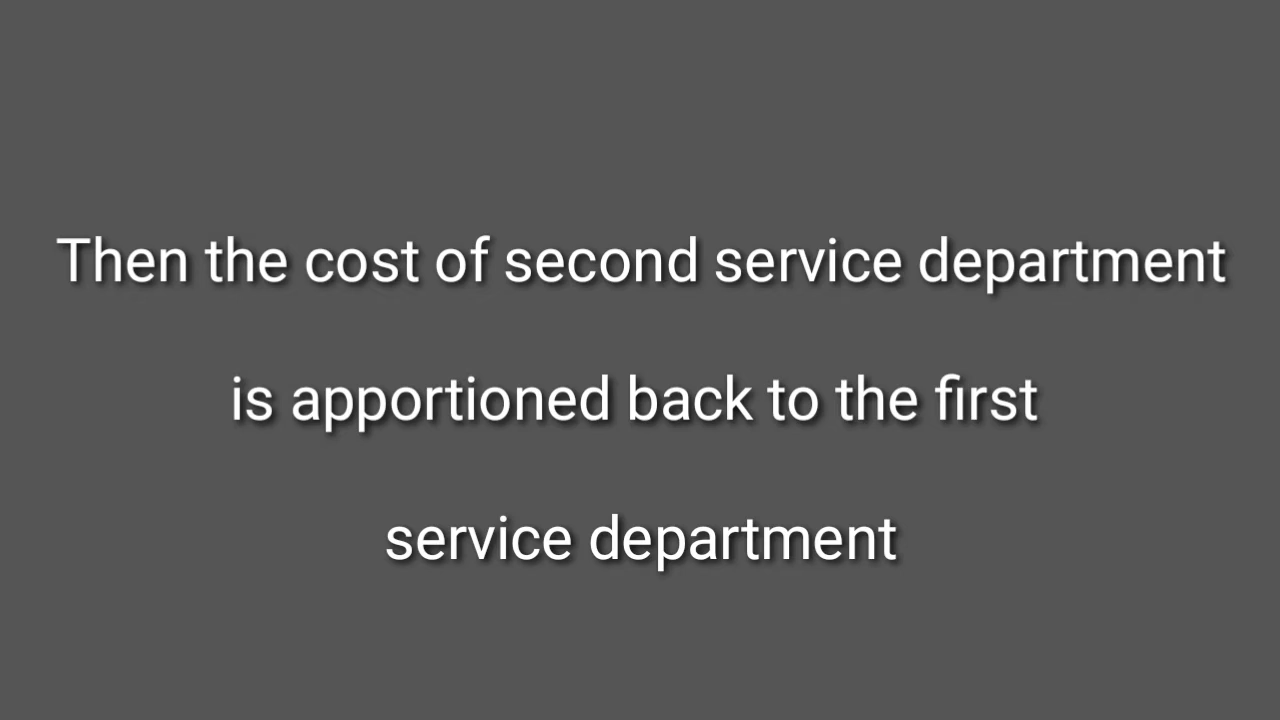 Then the cost of second service department
is apportioned back to the first
service department